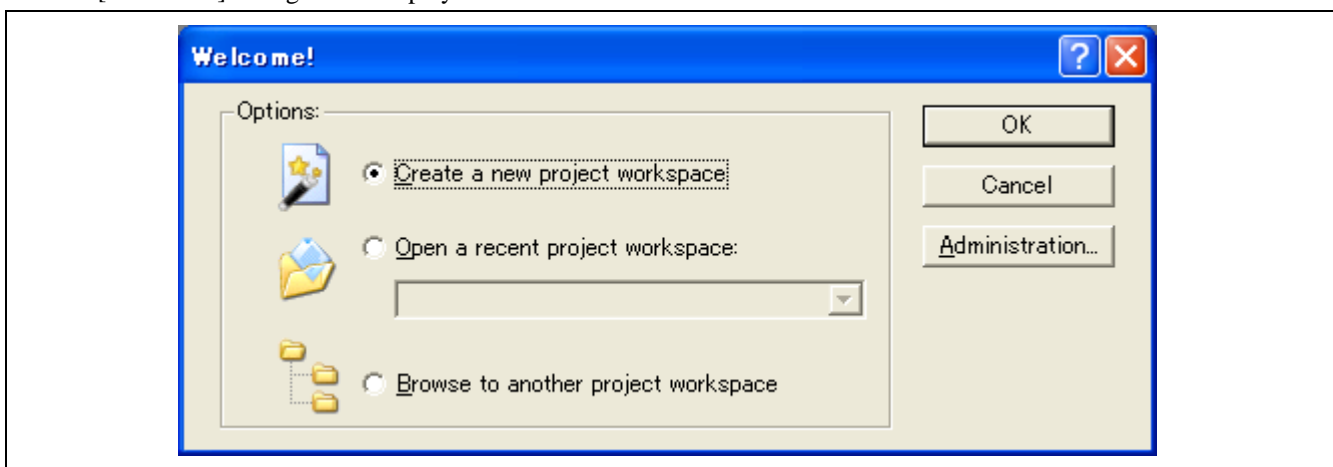 Welcome!
Options:
Create a new project workspace
Open a recent project workspace:
Browse to another project workspace
OK
Cancel
Administration...